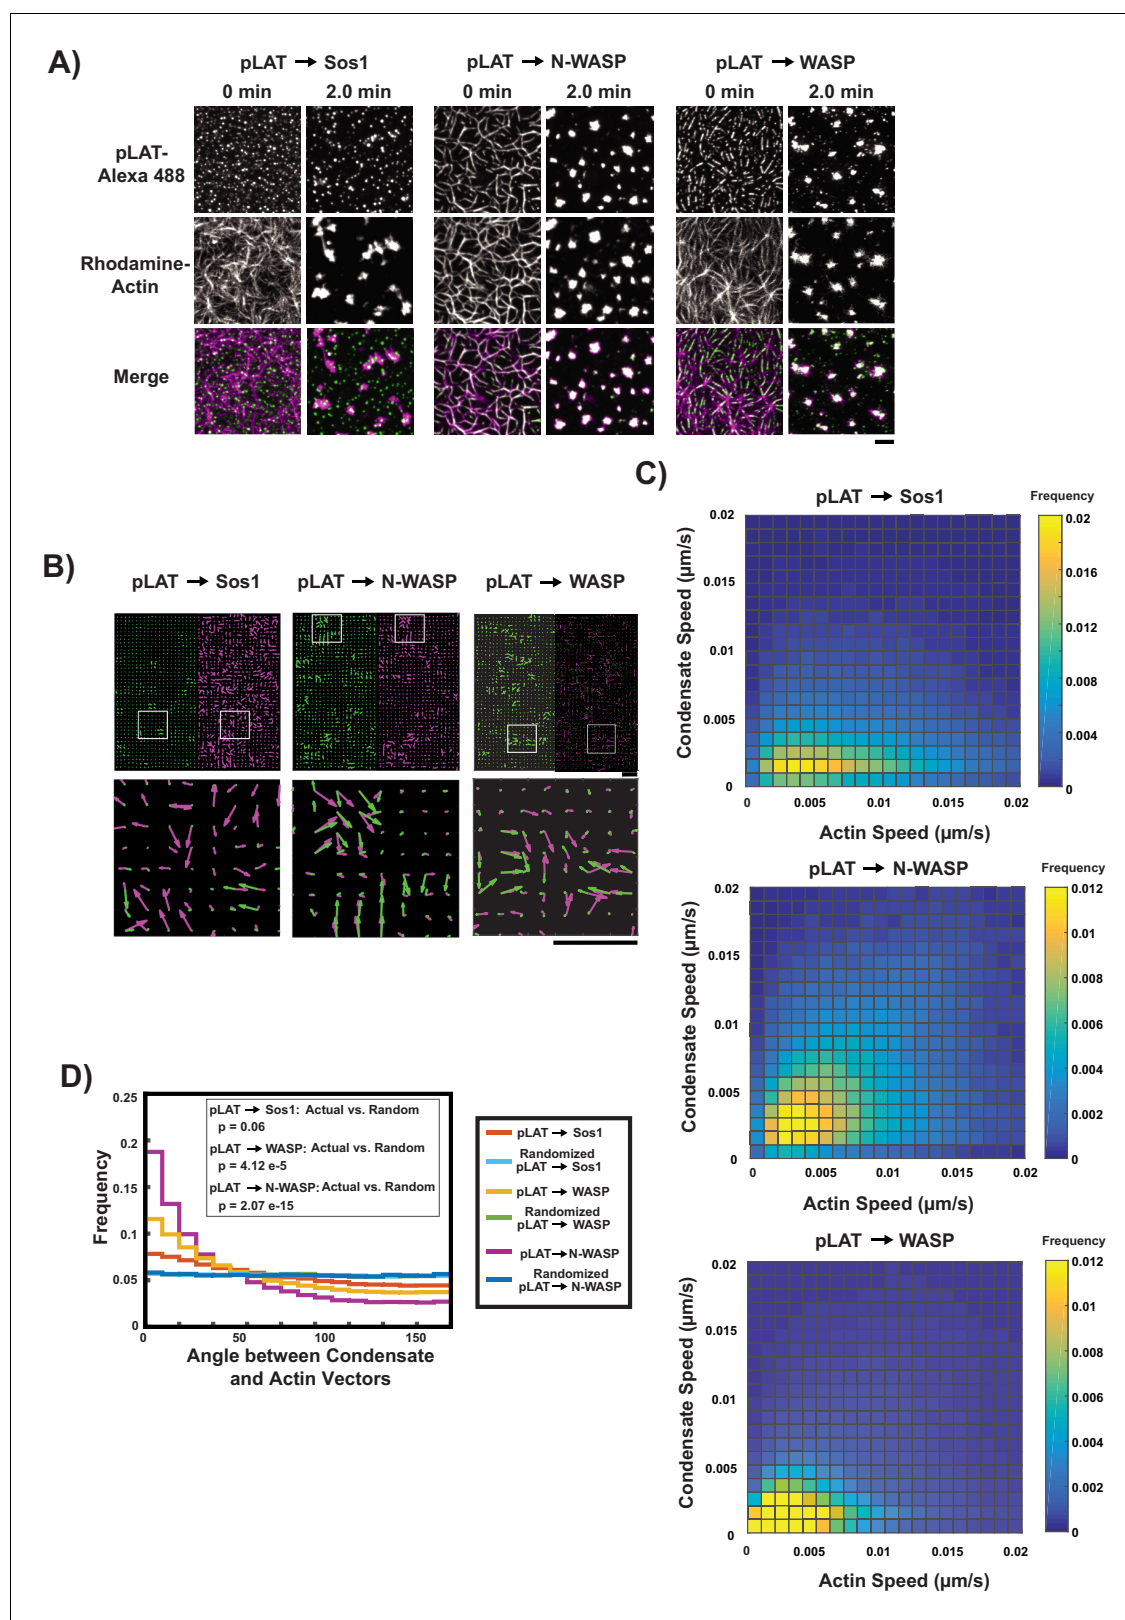 A)
pLAT → Sos1
pLAT → N-WASP
pLAT → WASP
0 min
2.0 min
0 min
2.0 min
0 min
2.0 min
pLAT-
Alexa 488
Rhodamine-
Actin
Merge
B)
pLAT → Sos1
pLAT → N-WASP
pLAT → WASP
C)
pLAT → Sos1
Frequency
Condensate Speed (µm/s)
0.02
0.015
0.01
0.005
0
0
0.005
0.01
0.015
0.02
Actin Speed (µm/s)
0.02
0.016
0.012
0.008
0.004
0
pLAT → N-WASP
Frequency
Condensate Speed (µm/s)
0.02
0.015
0.01
0.005
0
0
0.005
0.01
0.015
0.02
Actin Speed (µm/s)
0.012
0.01
0.008
0.006
0.004
0.002
0
pLAT → WASP
Frequency
Condensate Speed (µm/s)
0.02
0.015
0.01
0.005
0
0
0.005
0.01
0.015
0.02
Actin Speed (µm/s)
0.012
0.01
0.008
0.006
0.004
0.002
0
D)
Frequency
0.25
0.2
0.15
0.1
0.05
0
0
50
100
150
Angle between Condensate
and Actin Vectors
pLAT → Sos1: Actual vs. Random
p = 0.06
pLAT → WASP: Actual vs. Random
p = 4.12 e-5
pLAT → N-WASP: Actual vs. Random
p = 2.07 e-15
pLAT → Sos1
Randomized
pLAT → Sos1
pLAT → WASP
Randomized
pLAT → WASP
pLAT → N-WASP
Randomized
pLAT → N-WASP